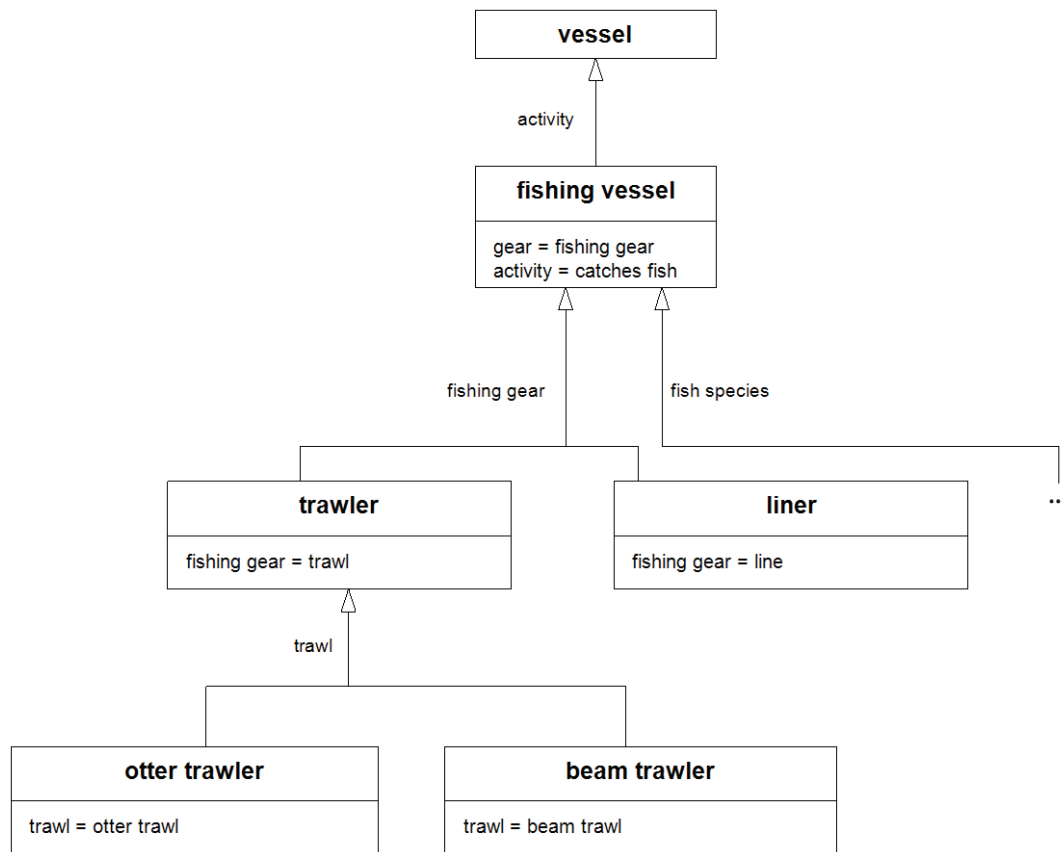 vessel
activity
fishing vessel
gear = fishing gear
activity = catches fish
fishing gear
fish species
trawler
liner
..
fishing gear = trawl
fishing gear = line
trawl
otter trawler
beam trawler
trawl = otter trawl
trawl = beam trawl